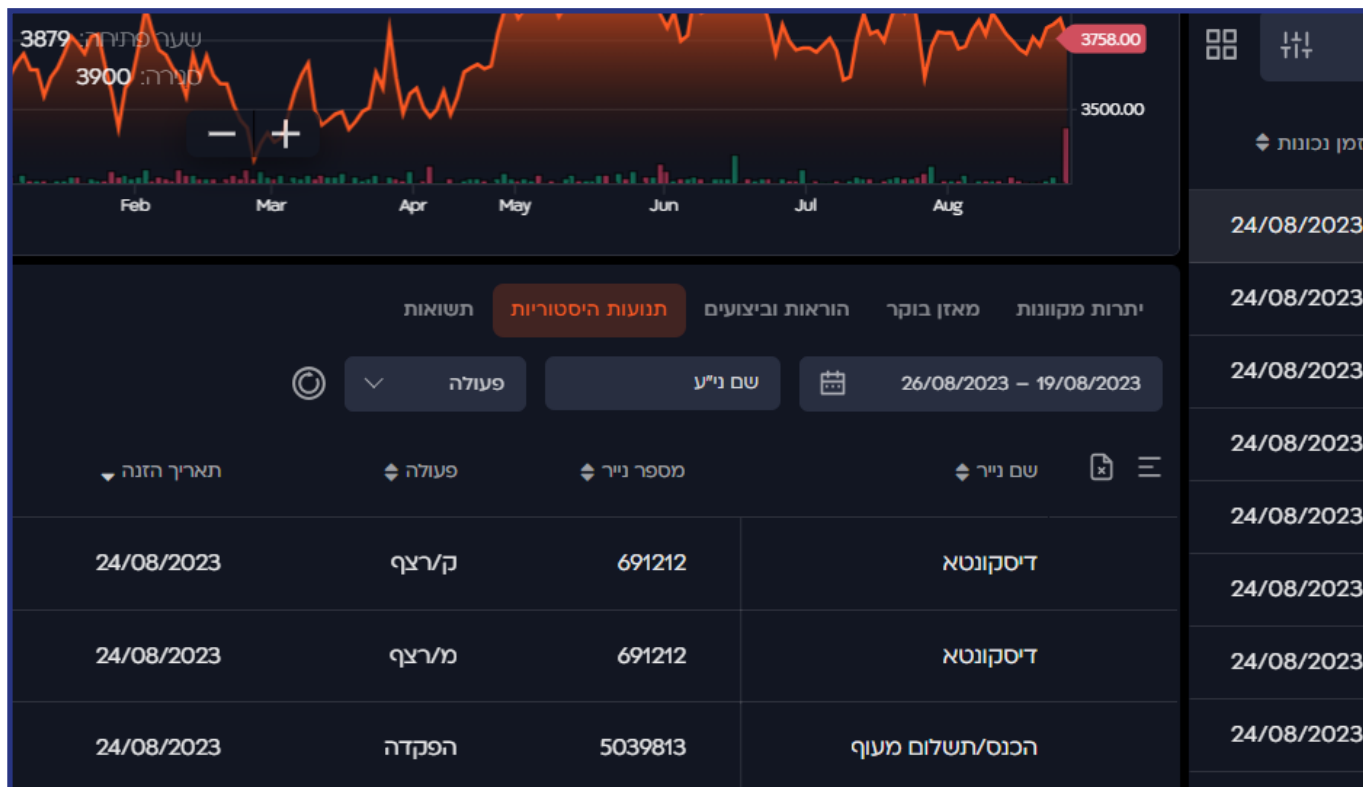 שער פתיחה: 3879
סגירה: 3900
3758.00
3500.00
Feb Mar Apr May Jun Jul Aug
יתרות מקוונות מאזן בוקר הוראות וביצועים תנועות היסטוריות תשואות
19/08/2023 – 26/08/2023 שם ני"ע פעולה
שם נייר מספר נייר פעולה תאריך הזנה
דיסקונטא 691212 ק/רצף 24/08/2023
דיסקונטא 691212 מ/רצף 24/08/2023
הכנס/תשלום מעוף 5039813 הפקדה 24/08/2023
זמן נכונות
24/08/2023
24/08/2023
24/08/2023
24/08/2023
24/08/2023
24/08/2023
24/08/2023
24/08/2023